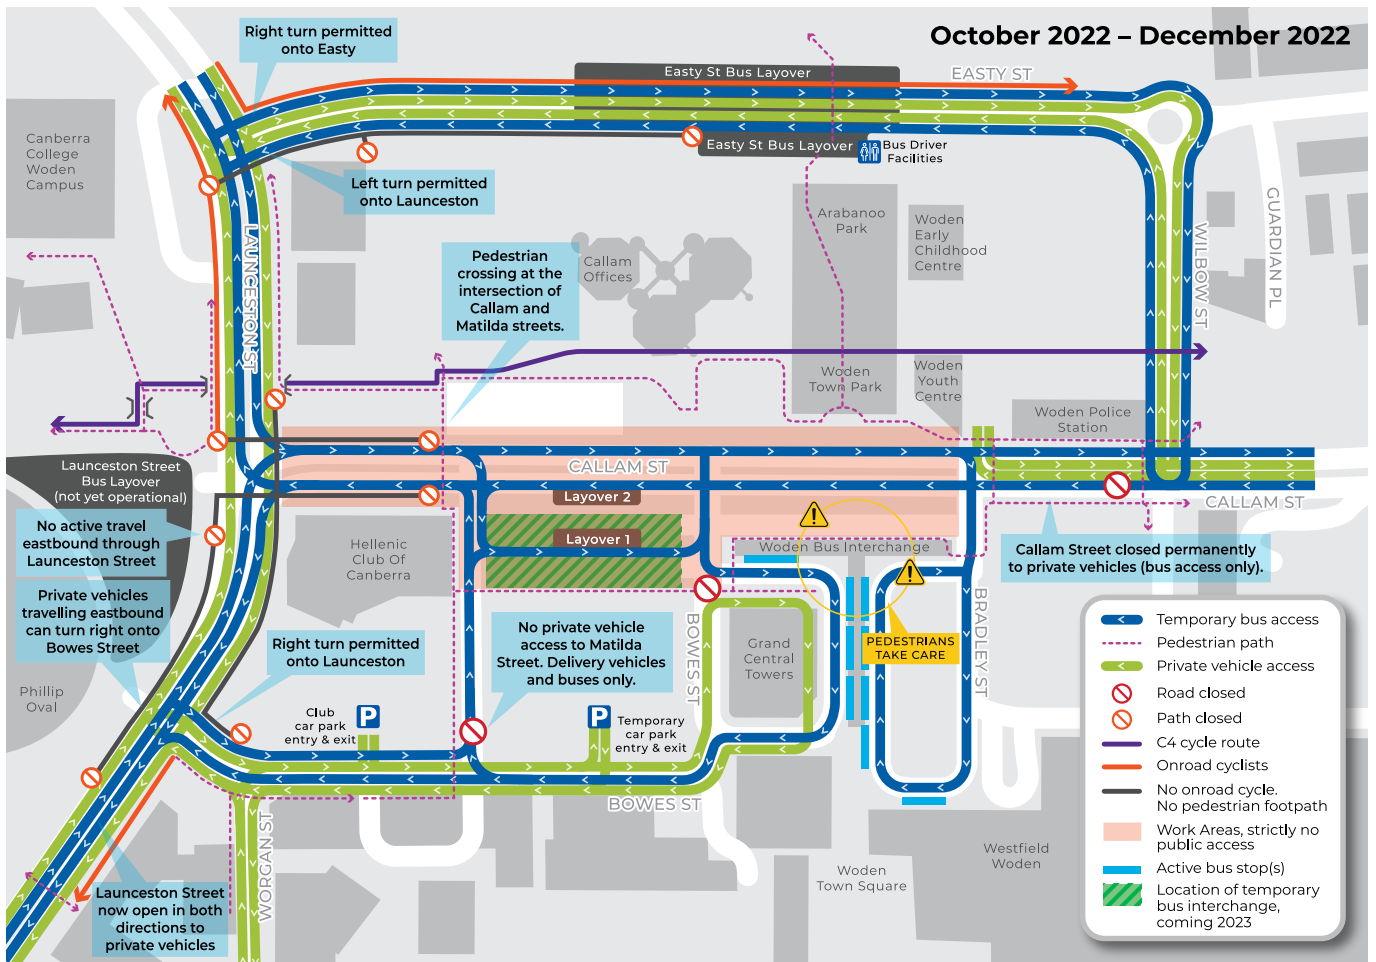 October 2022 – December 2022
Right turn permitted
onto Easty
Easty St Bus Layover
EASTY ST
Canberra
College
Woden
Campus
Easty St Bus Layover
Bus Driver
Facilities
Left turn permitted
onto Launceston
LAUNCESTON ST
Arabanoo
Park
Woden
Early
Childhood
Centre
GUARDIAN PL
WILBOW ST
Pedestrian
crossing at the
intersection of
Callam and
Matilda streets.
Callam
Offices
Woden
Town Park
Woden
Youth
Centre
Woden Police
Station
Launceston Street
Bus Layover
(not yet operational)
CALLAM ST
CALLAM ST
Layover 2
Layover 1
No active travel
eastbound through
Launceston Street
Hellenic
Club Of
Canberra
Woden Bus Interchange
Callam Street closed permanently
to private vehicles (bus access only).
Private vehicles
travelling eastbound
can turn right onto
Bowes Street
Right turn permitted
onto Launceston
No private vehicle
access to Matilda
Street. Delivery vehicles
and buses only.
BOWES ST
Grand
Central
Towers
PEDESTRIANS
TAKE CARE
BRADLEY ST
Phillip
Oval
Club
car park
entry & exit
P
P
Temporary
car park
entry & exit
BOWES ST
WORGAN ST
Woden
Town Square
Westfield
Woden
Launceston Street
now open in both
directions to
private vehicles
Temporary bus access
Pedestrian path
Private vehicle access
Road closed
Path closed
C4 cycle route
Onroad cyclists
No onroad cycle.
No pedestrian footpath
Work Areas, strictly no
public access
Active bus stop(s)
Location of temporary
bus interchange,
coming 2023